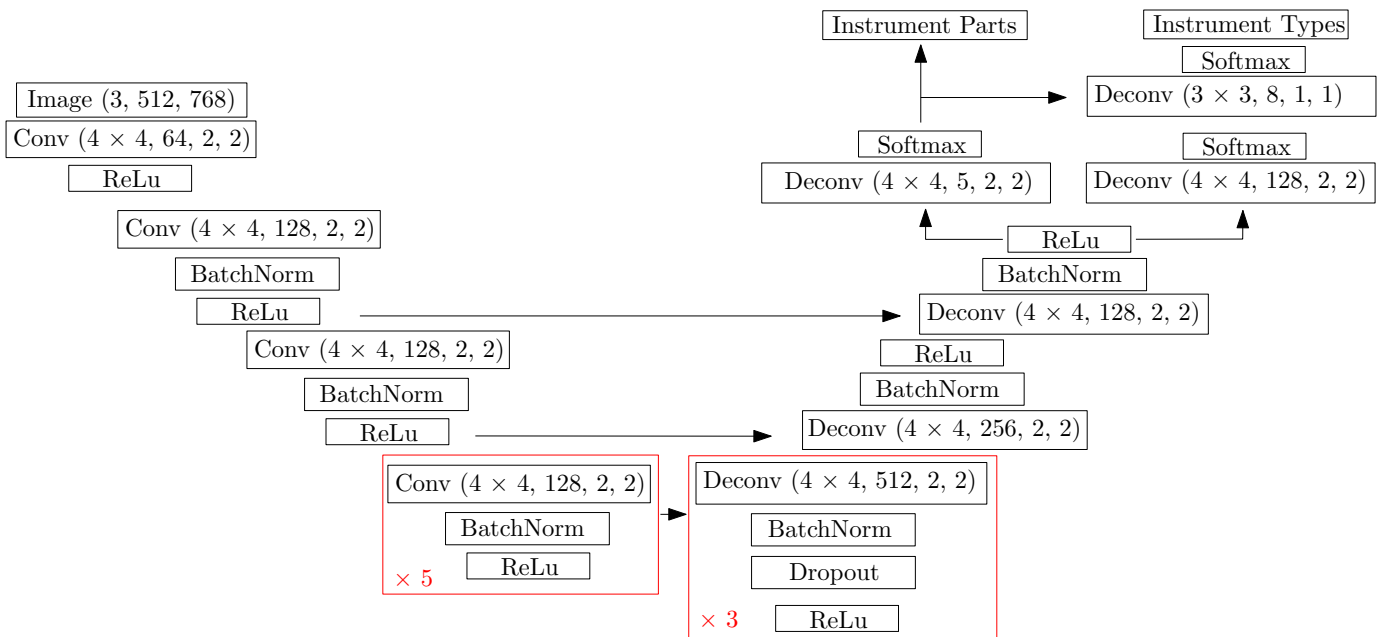 Image (3, 512, 768)
Conv (4 × 4, 64, 2, 2)
ReLu
Conv (4 × 4, 128, 2, 2)
BatchNorm
ReLu
Conv (4 × 4, 128, 2, 2)
BatchNorm
ReLu
Conv (4 × 4, 128, 2, 2)
BatchNorm
ReLu
× 5
Deconv (4 × 4, 512, 2, 2)
BatchNorm
Dropout
ReLu
× 3
Deconv (4 × 4, 256, 2, 2)
BatchNorm
ReLu
Deconv (4 × 4, 128, 2, 2)
BatchNorm
ReLu
Deconv (4 × 4, 5, 2, 2)
Softmax
Instrument Parts
Deconv (4 × 4, 128, 2, 2)
Softmax
Deconv (3 × 3, 8, 1, 1)
Softmax
Instrument Types